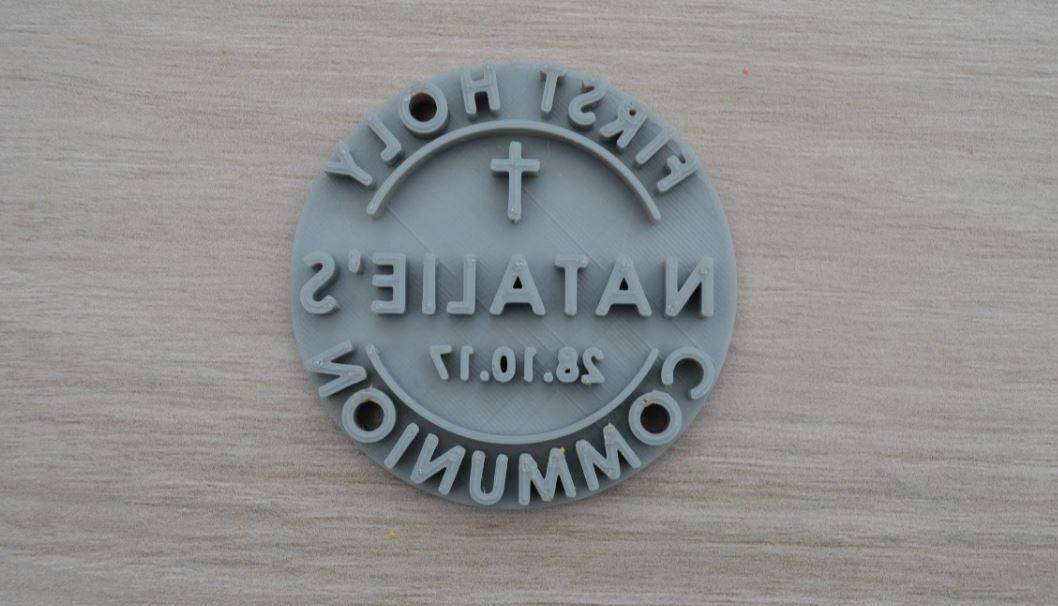 FIRST HOLY
NATALIE'S
28.10.17
COMMUNION